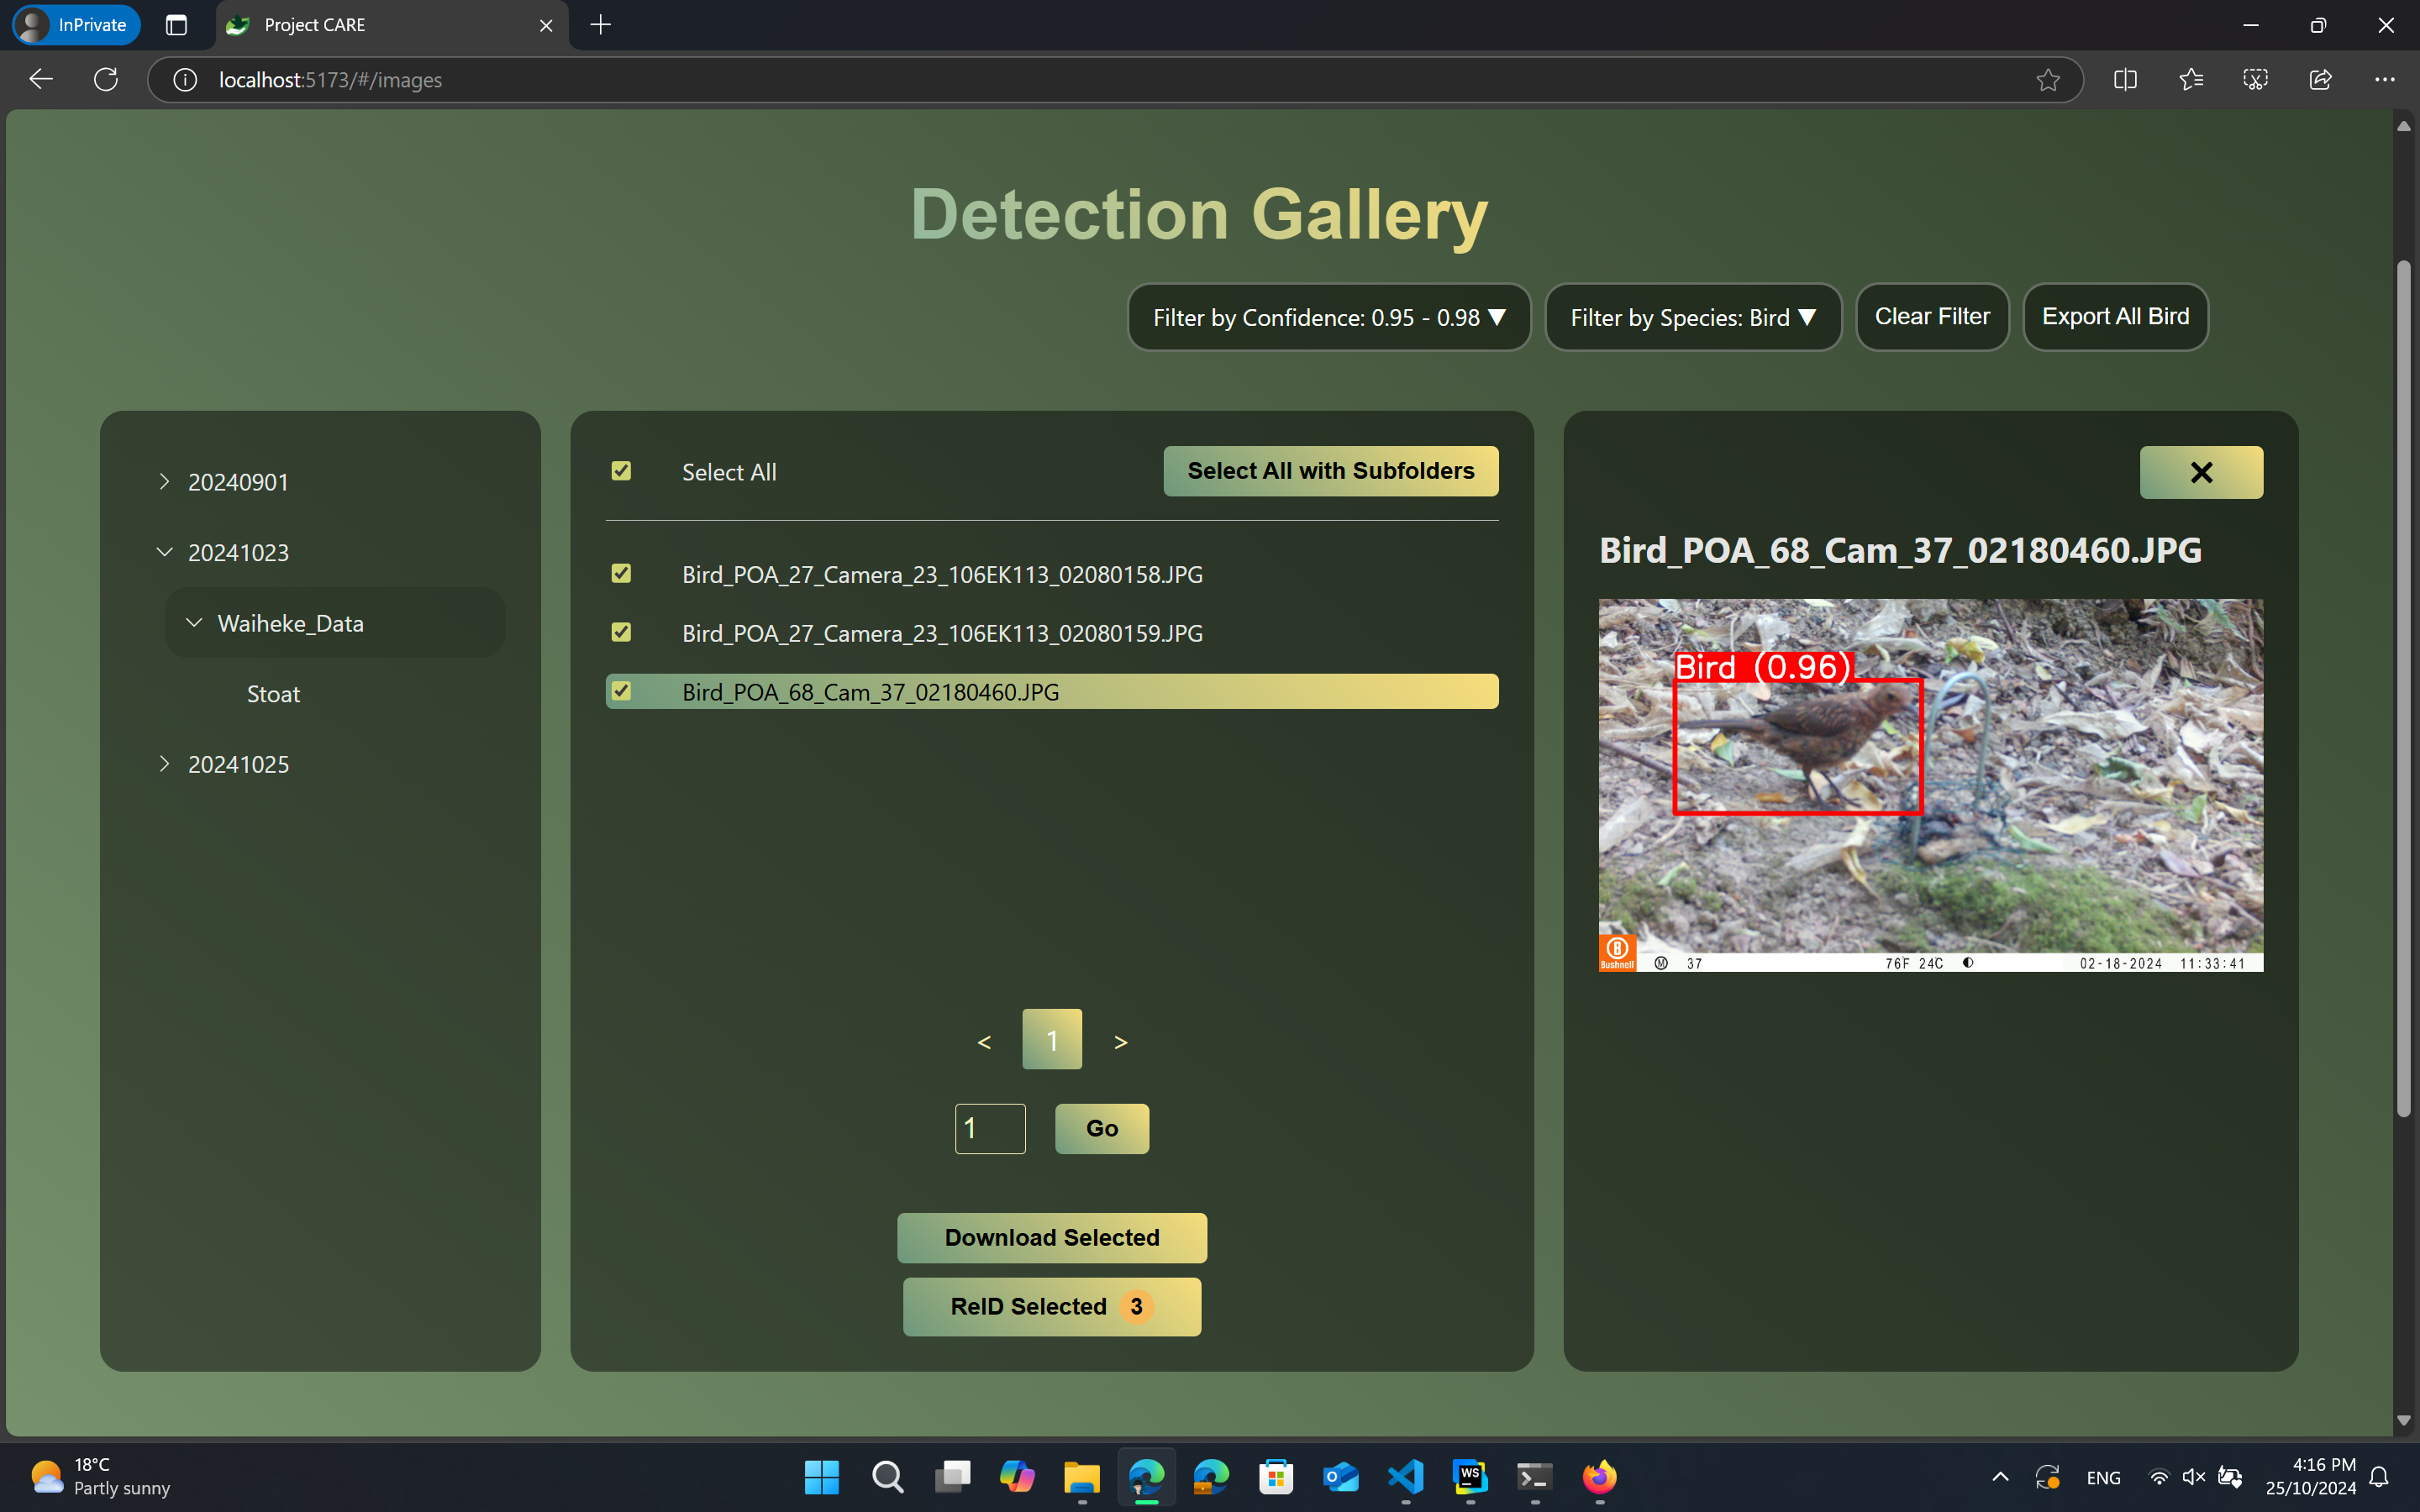 InPrivate
Project CARE
localhost:5173/#/images
Detection Gallery
Filter by Confidence: 0.95 - 0.98 ▼
Filter by Species: Bird ▼
Clear Filter
Export All Bird
20240901
20241023
Waiheke_Data
Stoat
20241025
Select All
Select All with Subfolders
Bird_POA_27_Camera_23_106EK113_02080158.JPG
Bird_POA_27_Camera_23_106EK113_02080159.JPG
Bird_POA_68_Cam_37_02180460.JPG
< 1 >
1
Go
Download Selected
ReID Selected 3
Bird_POA_68_Cam_37_02180460.JPG
Bird (0.96)
B
Bushnell
M 37 76F 24C 02-18-2024 11:33:41
18°C
Partly sunny
WS
ENG
4:16 PM
25/10/2024